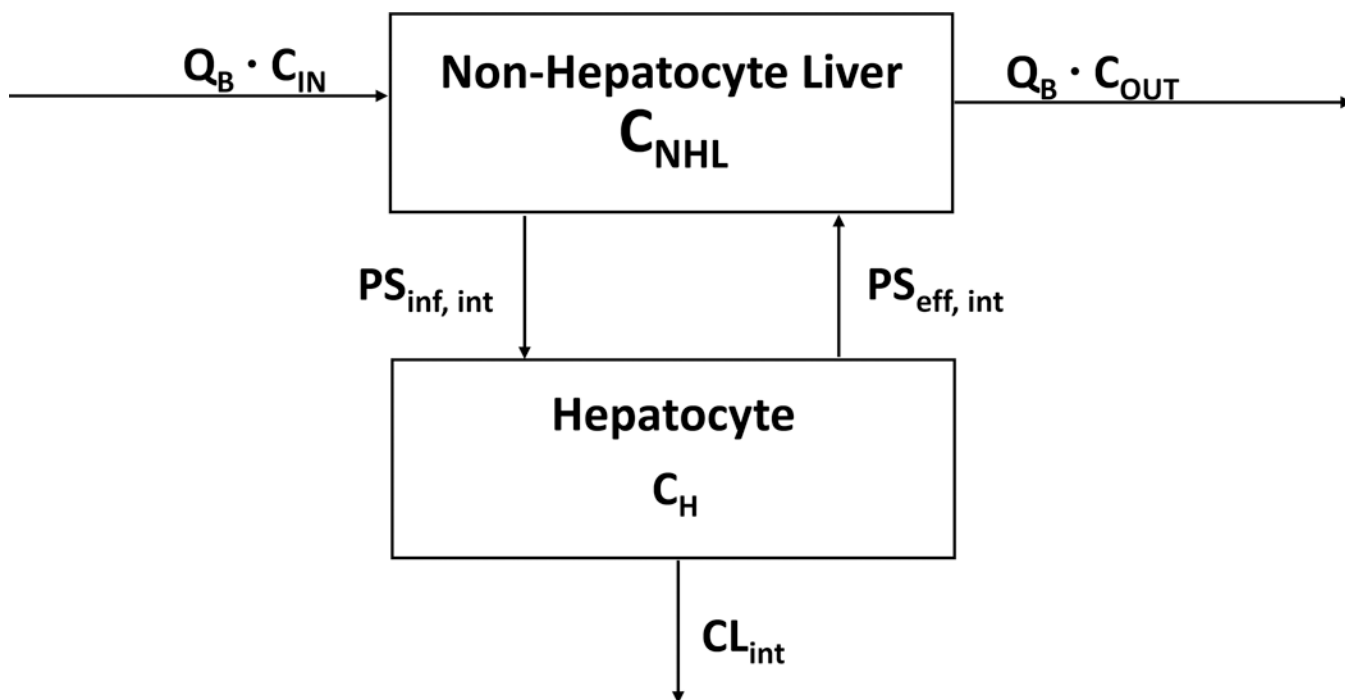 Q_B · C_IN
Non-Hepatocyte Liver
C_NHL
Q_B · C_OUT
PS_inf, int
PS_eff, int
Hepatocyte
C_H
CL_int